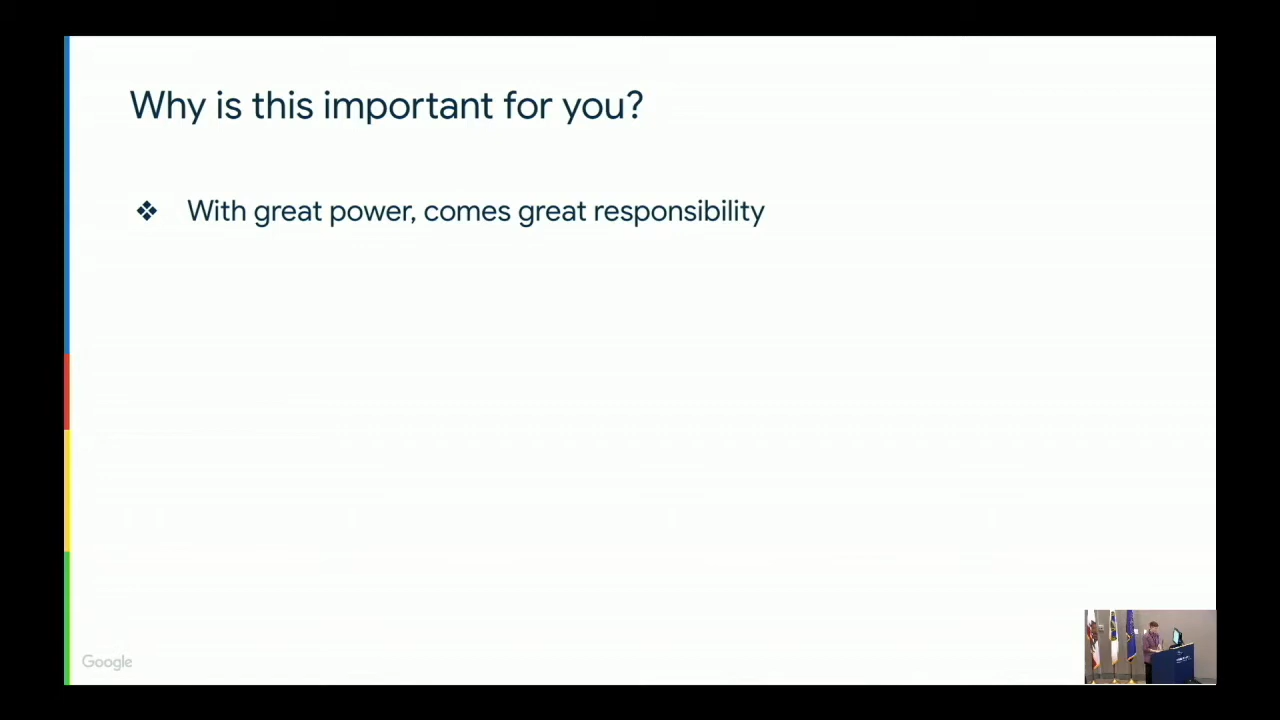 Why is this important for you?
❖ With great power, comes great responsibility
Google